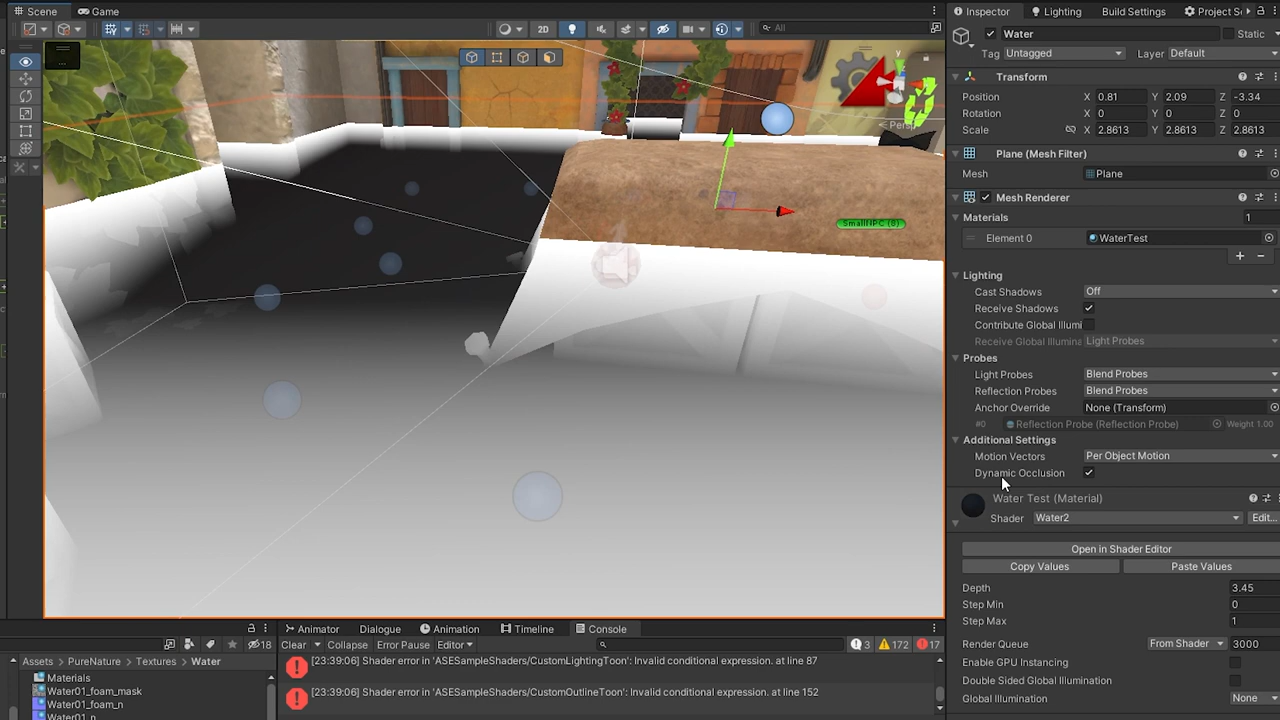 Scene
Game
2D
All
Persp
SmallNPC (8)
Animator
Dialogue
Animation
Timeline
Console
Clear
Collapse
Error Pause
Editor
3
172
17
[23:39:06] Shader error in 'ASESampleShaders/CustomLightingToon': Invalid conditional expression. at line 87
[23:39:06] Shader error in 'ASESampleShaders/CustomOutlineToon': Invalid conditional expression. at line 152
18
Assets > PureNature > Textures > Water
Materials
Water01_foam_mask
Water01_foam_n
Water01_n
Inspector
Lighting
Build Settings
Project S
Water
Static
Tag Untagged
Layer Default
Transform
Position X 0.81 Y 2.09 Z -3.34
Rotation X 0 Y 0 Z 0
Scale X 2.8613 Y 2.8613 Z 2.8613
Plane (Mesh Filter)
Mesh Plane
Mesh Renderer
Materials 1
Element 0 WaterTest
Lighting
Cast Shadows Off
Receive Shadows
Contribute Global Illumi
Receive Global Illumina Light Probes
Probes
Light Probes Blend Probes
Reflection Probes Blend Probes
Anchor Override None (Transform)
#0 Reflection Probe (Reflection Probe) Weight 1.00
Additional Settings
Motion Vectors Per Object Motion
Dynamic Occlusion
Water Test (Material)
Shader Water2 Edit...
Open in Shader Editor
Copy Values
Paste Values
Depth 3.45
Step Min 0
Step Max 1
Render Queue From Shader 3000
Enable GPU Instancing
Double Sided Global Illumination
Global Illumination None